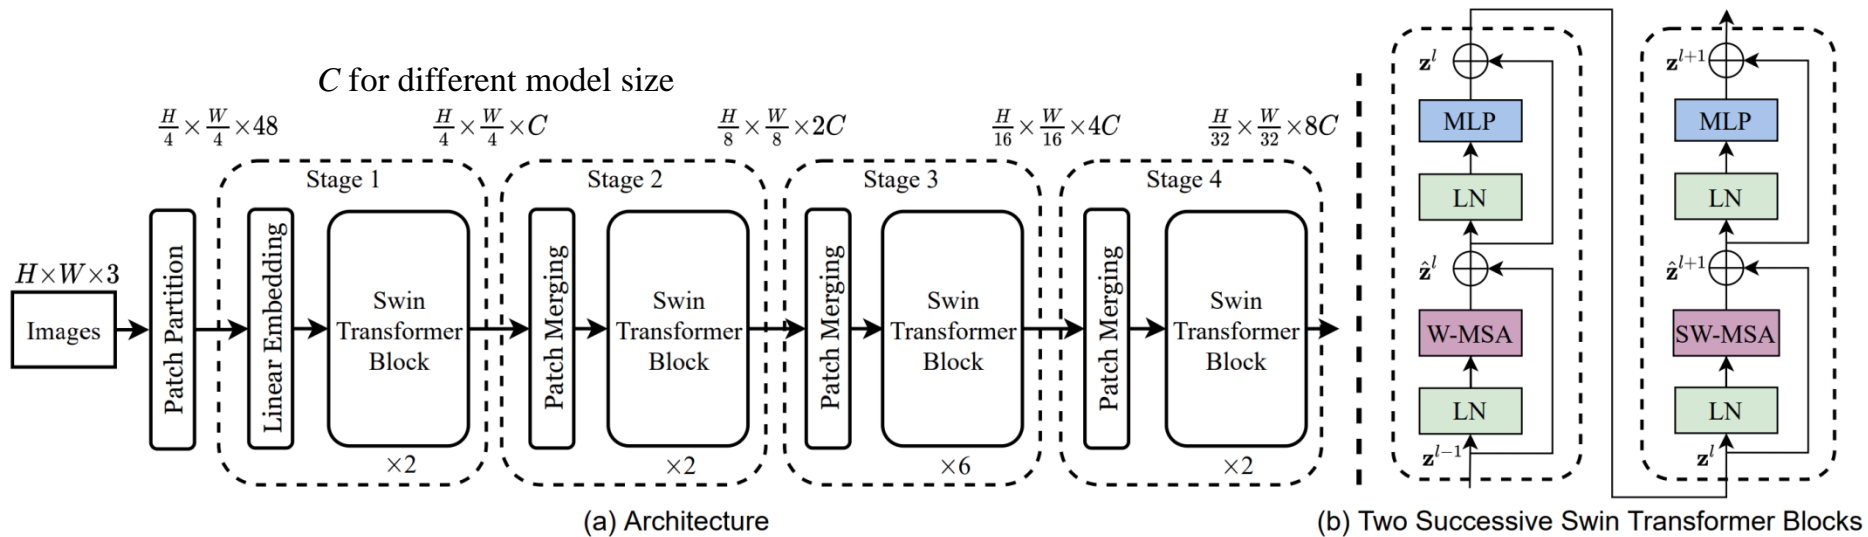 C for different model size
H/4 × W/4 × 48
H/4 × W/4 × C
H/8 × W/8 × 2C
H/16 × W/16 × 4C
H/32 × W/32 × 8C
H×W×3
Images
Patch Partition
Stage 1
Linear Embedding
Swin
Transformer
Block
×2
Stage 2
Patch Merging
Swin
Transformer
Block
×2
Stage 3
Patch Merging
Swin
Transformer
Block
×6
Stage 4
Patch Merging
Swin
Transformer
Block
×2
(a) Architecture
z^l
MLP
LN
ẑ^l
W-MSA
LN
z^{l-1}
z^{l+1}
MLP
LN
ẑ^{l+1}
SW-MSA
LN
z^l
(b) Two Successive Swin Transformer Blocks